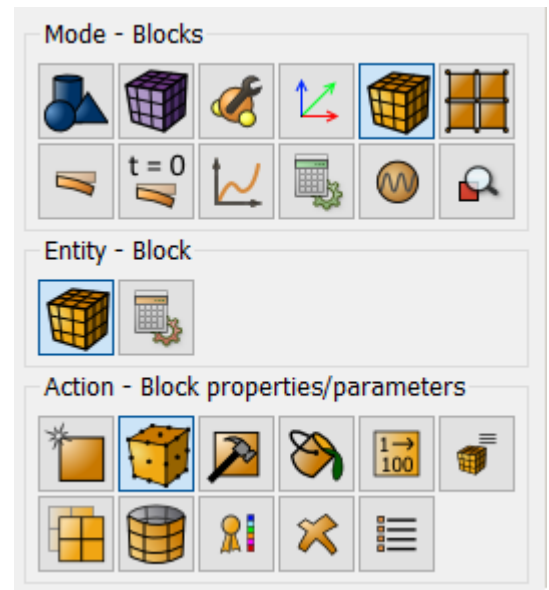 Mode - Blocks
t = 0
Entity - Block
Action - Block properties/parameters
1→
100